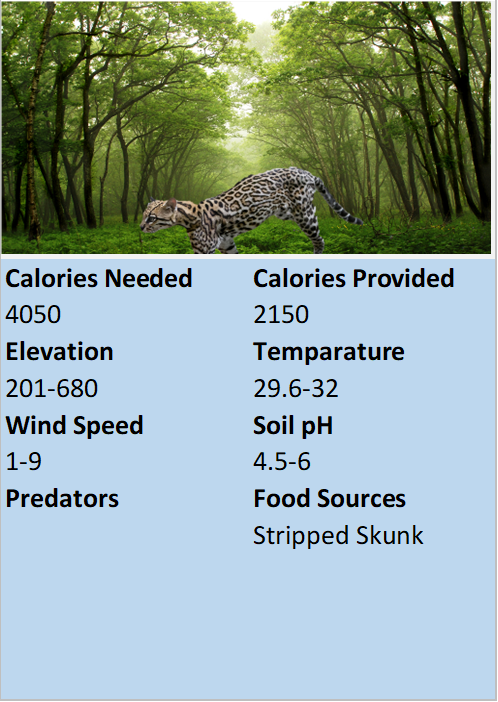 Calories Needed
Calories Provided
4050
2150
Elevation
Temparature
201-680
29.6-32
Wind Speed
Soil pH
1-9
4.5-6
Predators
Food Sources
Stripped Skunk